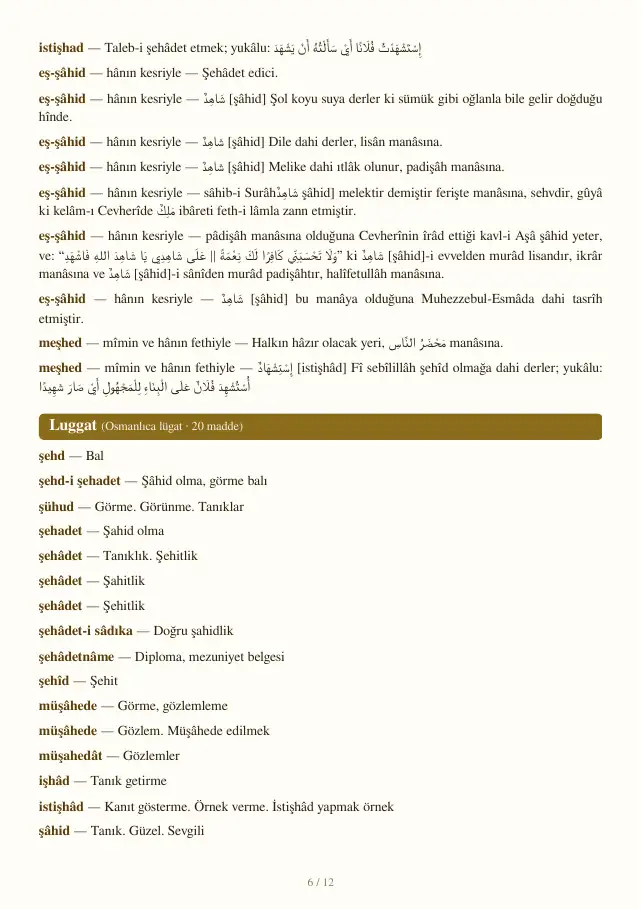 istişhad — Taleb-i şehâdet etmek; yukâlu: إِسْتَشْهَدْتُ فُلَانًا أَيْ سَأَلْتُهُ أَنْ يَشْهَدَ
eş-şâhid — hânın kesriyle — Şehâdet edici.
eş-şâhid — hânın kesriyle — شَاهِدٌ [şâhid] Şol koyu suya derler ki sümük gibi oğlanla bile gelir doğduğu
hînde.
eş-şâhid — hânın kesriyle — شَاهِدٌ [şâhid] Dile dahi derler, lisân manâsına.
eş-şâhid — hânın kesriyle — شَاهِدٌ [şâhid] Melike dahi ıtlâk olunur, padişâh manâsına.
eş-şâhid — hânın kesriyle — sâhib-i Surâhشَاهِدٌ şâhid] melektir demiştir ferişte manâsına, sehvdir, gûyâ
ki kelâm-ı Cevherîde مَلِكٌ ibâreti feth-i lâmla zann etmiştir.
eş-şâhid — hânın kesriyle — pâdişâh manâsına olduğuna Cevherînin îrâd ettiği kavl-i Aşâ şâhid yeter,
ve: “وَلَا تَحْسَبَنِّي كَافِرًا لَكَ نِعْمَةً || عَلَى شَاهِدِي يَا شَاهِدَ اللهِ فَاشْهَدِ” ki شَاهِدٌ [şâhid]-i evvelden murâd lisandır, ikrâr
manâsına ve شَاهِدٌ [şâhid]-i sânîden murâd padişâhtır, halîfetullâh manâsına.
eş-şâhid — hânın kesriyle — شَاهِدٌ [şâhid] bu manâya olduğuna Muhezzebul-Esmâda dahi tasrîh
etmiştir.
meşhed — mîmin ve hânın fethiyle — Halkın hâzır olacak yeri, مَحْضَرُ النَّاسِ manâsına.
meşhed — mîmin ve hânın fethiyle — إِسْتِشْهَادٌ [istişhâd] Fî sebîlillâh şehîd olmağa dahi derler; yukâlu:
أُسْتُشْهِدَ فُلَانٌ عَلَى الْبِنَاءِ لِلْمَجْهُولِ أَيْ صَارَ شَهِيدًا
Luggat (Osmanlıca lügat · 20 madde)
şehd — Bal
şehd-i şehadet — Şâhid olma, görme balı
şühud — Görme. Görünme. Tanıklar
şehadet — Şahid olma
şehâdet — Tanıklık. Şehitlik
şehâdet — Şahitlik
şehâdet — Şehitlik
şehâdet-i sâdıka — Doğru şahidlik
şehâdetnâme — Diploma, mezuniyet belgesi
şehîd — Şehit
müşâhede — Görme, gözlemleme
müşâhede — Gözlem. Müşâhede edilmek
müşahedât — Gözlemler
işhâd — Tanık getirme
istişhâd — Kanıt gösterme. Örnek verme. İstişhâd yapmak örnek
şâhid — Tanık. Güzel. Sevgili
6 / 12